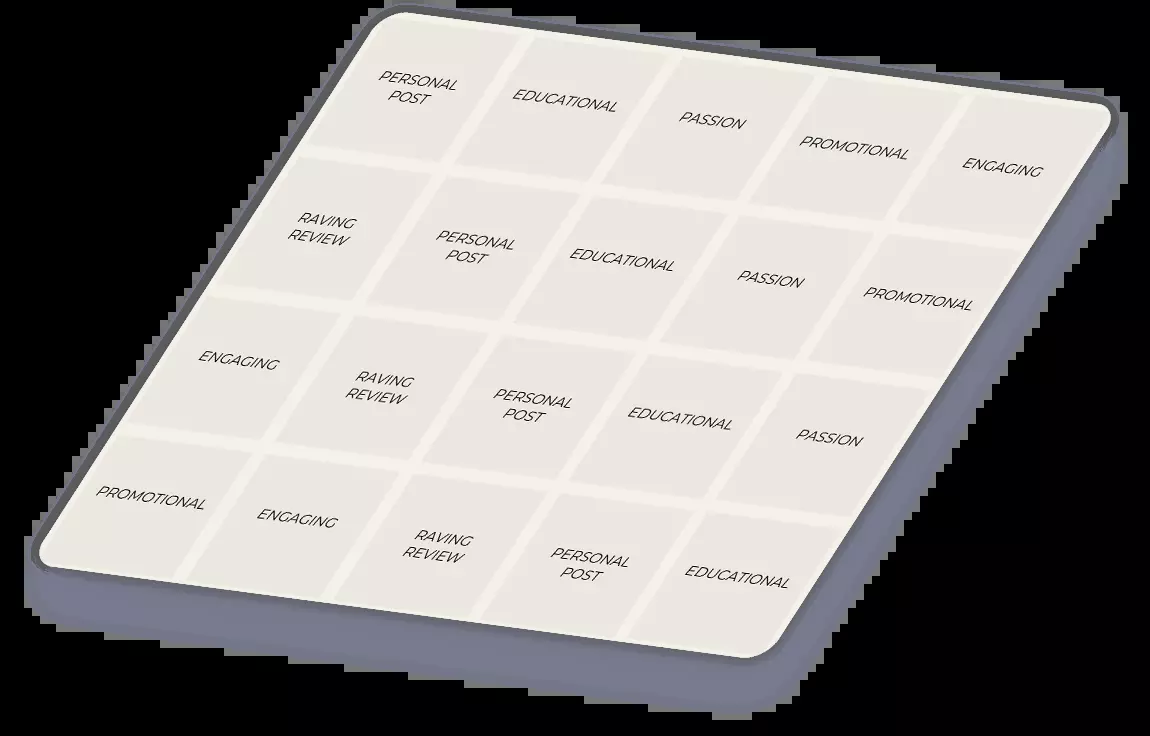 PERSONAL
POST
EDUCATIONAL
PASSION
PROMOTIONAL
ENGAGING
RAVING
REVIEW
PERSONAL
POST
EDUCATIONAL
PASSION
PROMOTIONAL
ENGAGING
RAVING
REVIEW
PERSONAL
POST
EDUCATIONAL
PASSION
PROMOTIONAL
ENGAGING
RAVING
REVIEW
PERSONAL
POST
EDUCATIONAL